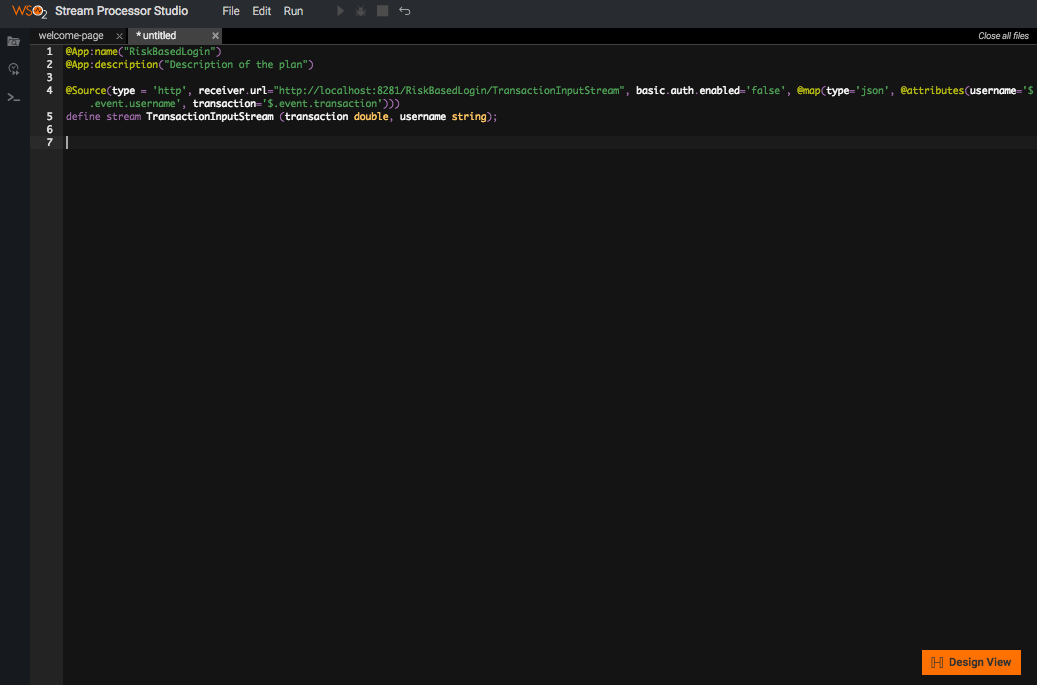 WSO2 Stream Processor Studio File Edit Run
welcome-page × * untitled × Close all files
1 @App:name("RiskBasedLogin")
2 @App:description("Description of the plan")
3
4 @Source(type = 'http', receiver.url="http://localhost:8281/RiskBasedLogin/TransactionInputStream", basic.auth.enabled='false', @map(type='json', @attributes(username='$
.event.username', transaction='$.event.transaction')))
5 define stream TransactionInputStream (transaction double, username string);
6
7
Design View